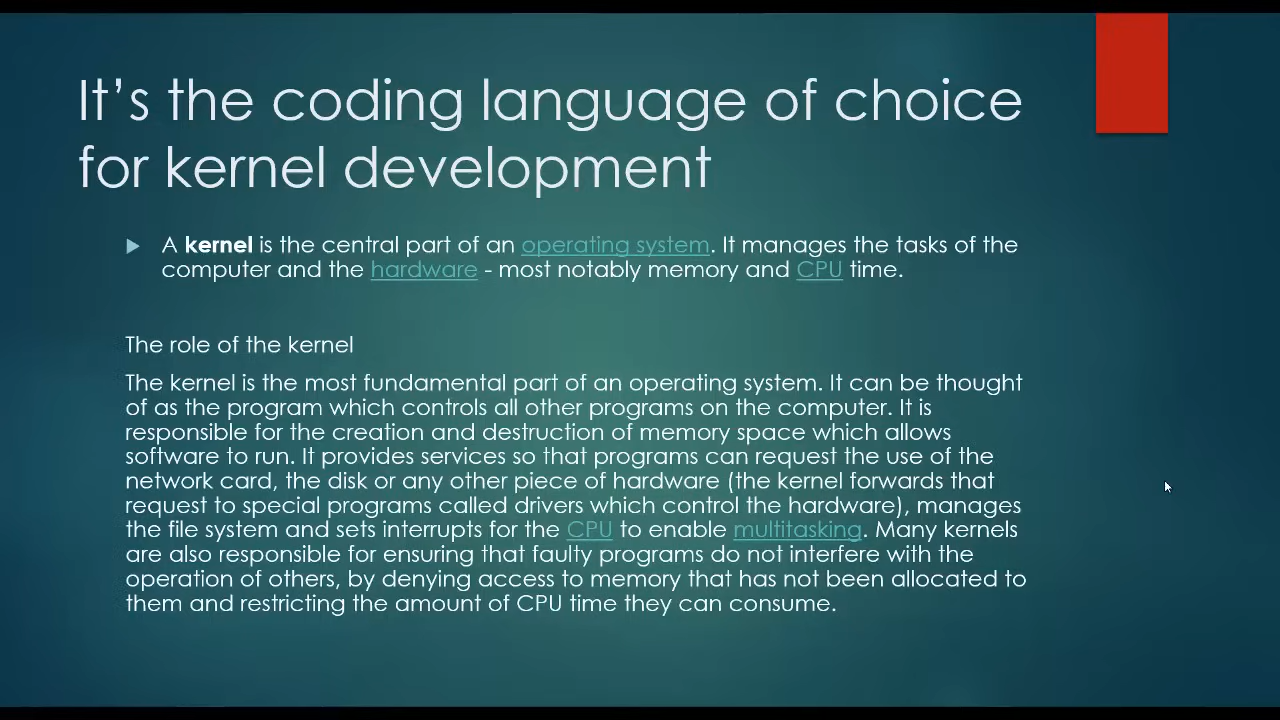 It’s the coding language of choice
for kernel development
A kernel is the central part of an operating system. It manages the tasks of the
computer and the hardware - most notably memory and CPU time.
The role of the kernel
The kernel is the most fundamental part of an operating system. It can be thought
of as the program which controls all other programs on the computer. It is
responsible for the creation and destruction of memory space which allows
software to run. It provides services so that programs can request the use of the
network card, the disk or any other piece of hardware (the kernel forwards that
request to special programs called drivers which control the hardware), manages
the file system and sets interrupts for the CPU to enable multitasking. Many kernels
are also responsible for ensuring that faulty programs do not interfere with the
operation of others, by denying access to memory that has not been allocated to
them and restricting the amount of CPU time they can consume.